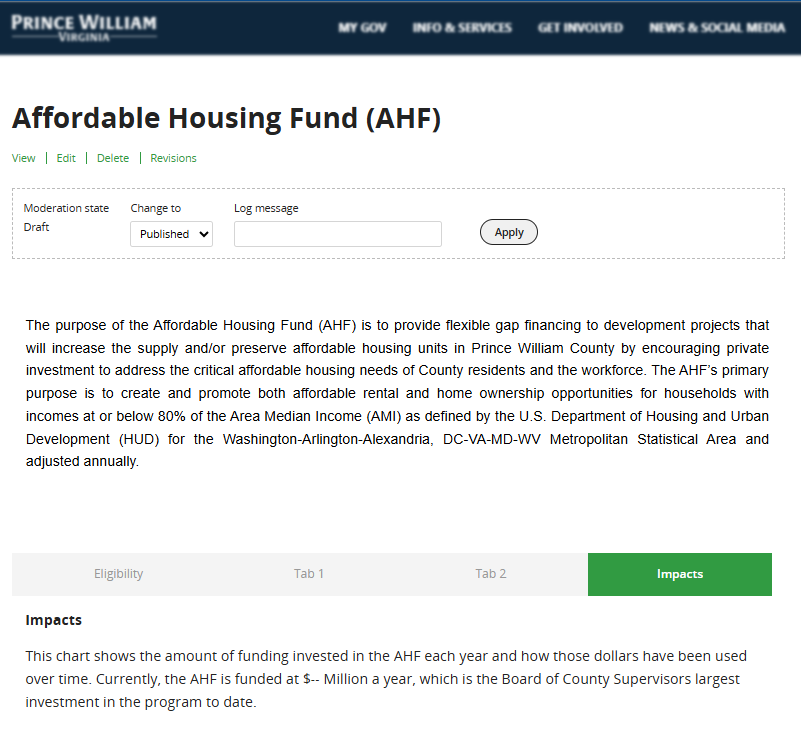 PRINCE WILLIAM
VIRGINIA
MY GOV INFO & SERVICES GET INVOLVED NEWS & SOCIAL MEDIA
Affordable Housing Fund (AHF)
View | Edit | Delete | Revisions
Moderation state Change to Log message
Draft Published Apply
The purpose of the Affordable Housing Fund (AHF) is to provide flexible gap financing to development projects that
will increase the supply and/or preserve affordable housing units in Prince William County by encouraging private
investment to address the critical affordable housing needs of County residents and the workforce. The AHF's primary
purpose is to create and promote both affordable rental and home ownership opportunities for households with
incomes at or below 80% of the Area Median Income (AMI) as defined by the U.S. Department of Housing and Urban
Development (HUD) for the Washington-Arlington-Alexandria, DC-VA-MD-WV Metropolitan Statistical Area and
adjusted annually.
Eligibility Tab 1 Tab 2 Impacts
Impacts
This chart shows the amount of funding invested in the AHF each year and how those dollars have been used
over time. Currently, the AHF is funded at $-- Million a year, which is the Board of County Supervisors largest
investment in the program to date.